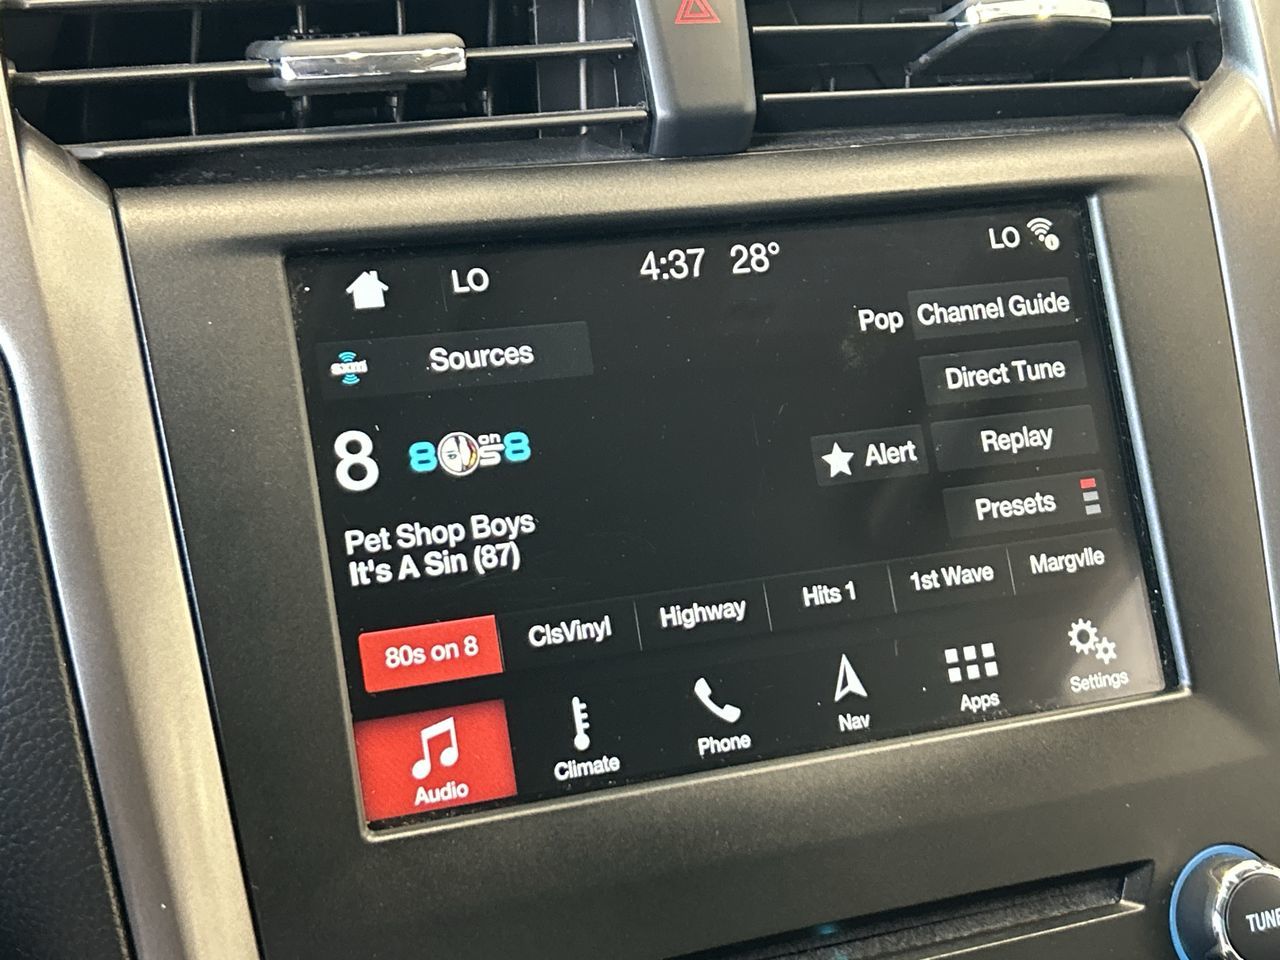 LO 4:37 28° LO
sxm Sources Pop Channel Guide
Direct Tune
8 80s on 8 Alert Replay
Presets
Pet Shop Boys
It's A Sin (87)
80s on 8 ClsVinyl Highway Hits 1 1st Wave Margvlle
Audio Climate Phone Nav Apps Settings
TUNE